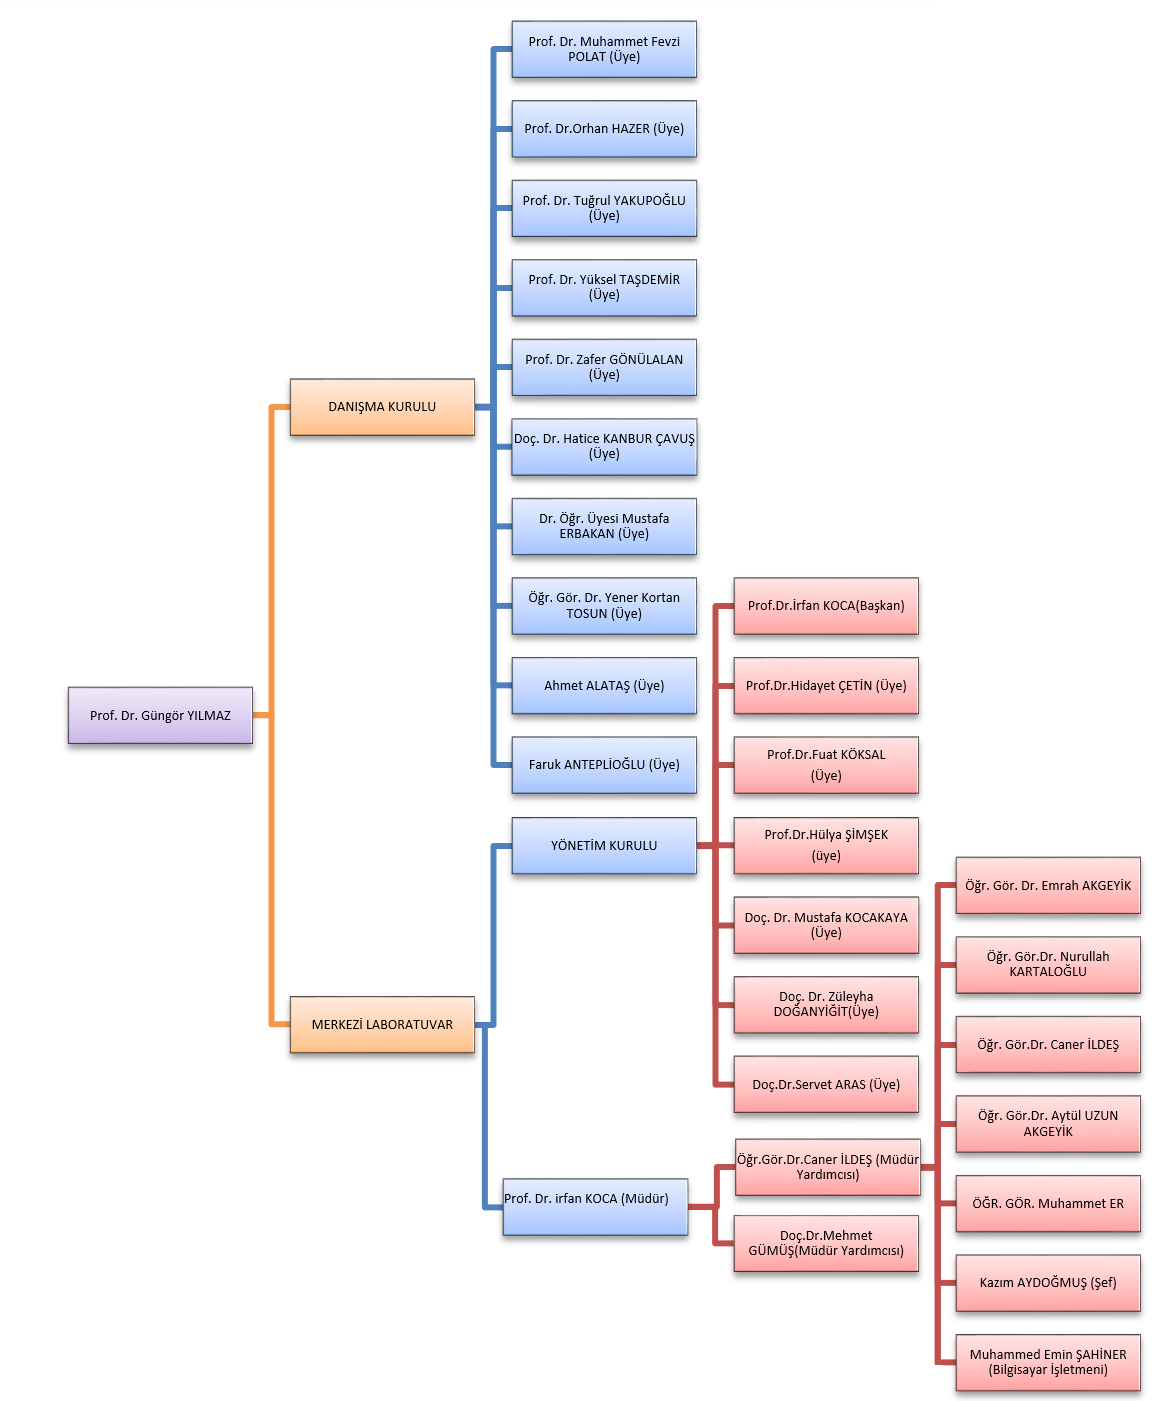 Prof. Dr. Muhammet Fevzi
POLAT (Üye)
Prof. Dr.Orhan HAZER (Üye)
Prof. Dr. Tuğrul YAKUPOĞLU
(Üye)
Prof. Dr. Yüksel TAŞDEMİR
(Üye)
Prof. Dr. Zafer GÖNÜLALAN
(Üye)
DANIŞMA KURULU
Doç. Dr. Hatice KANBUR ÇAVUŞ
(Üye)
Dr. Öğr. Üyesi Mustafa
ERBAKAN (Üye)
Öğr. Gör. Dr. Yener Kortan
TOSUN (Üye)
Ahmet ALATAŞ (Üye)
Faruk ANTEPLİOĞLU (Üye)
Prof. Dr. Güngör YILMAZ
YÖNETİM KURULU
Prof.Dr.İrfan KOCA(Başkan)
Prof.Dr.Hidayet ÇETİN (Üye)
Prof.Dr.Fuat KÖKSAL
(Üye)
Prof.Dr.Hülya ŞİMŞEK
(üye)
Doç. Dr. Mustafa KOCAKAYA
(Üye)
Doç. Dr. Züleyha
DOĞANYİĞİT(Üye)
Doç.Dr.Servet ARAS (Üye)
MERKEZİ LABORATUVAR
Prof. Dr. irfan KOCA (Müdür)
Öğr.Gör.Dr.Caner İLDEŞ (Müdür
Yardımcısı)
Doç.Dr.Mehmet
GÜMÜŞ(Müdür Yardımcısı)
Öğr. Gör. Dr. Emrah AKGEYİK
Öğr. Gör.Dr. Nurullah
KARTALOĞLU
Öğr. Gör.Dr. Caner İLDEŞ
Öğr. Gör.Dr. Aytül UZUN
AKGEYİK
ÖĞR. GÖR. Muhammet ER
Kazım AYDOĞMUŞ (Şef)
Muhammed Emin ŞAHİNER
(Bilgisayar İşletmeni)